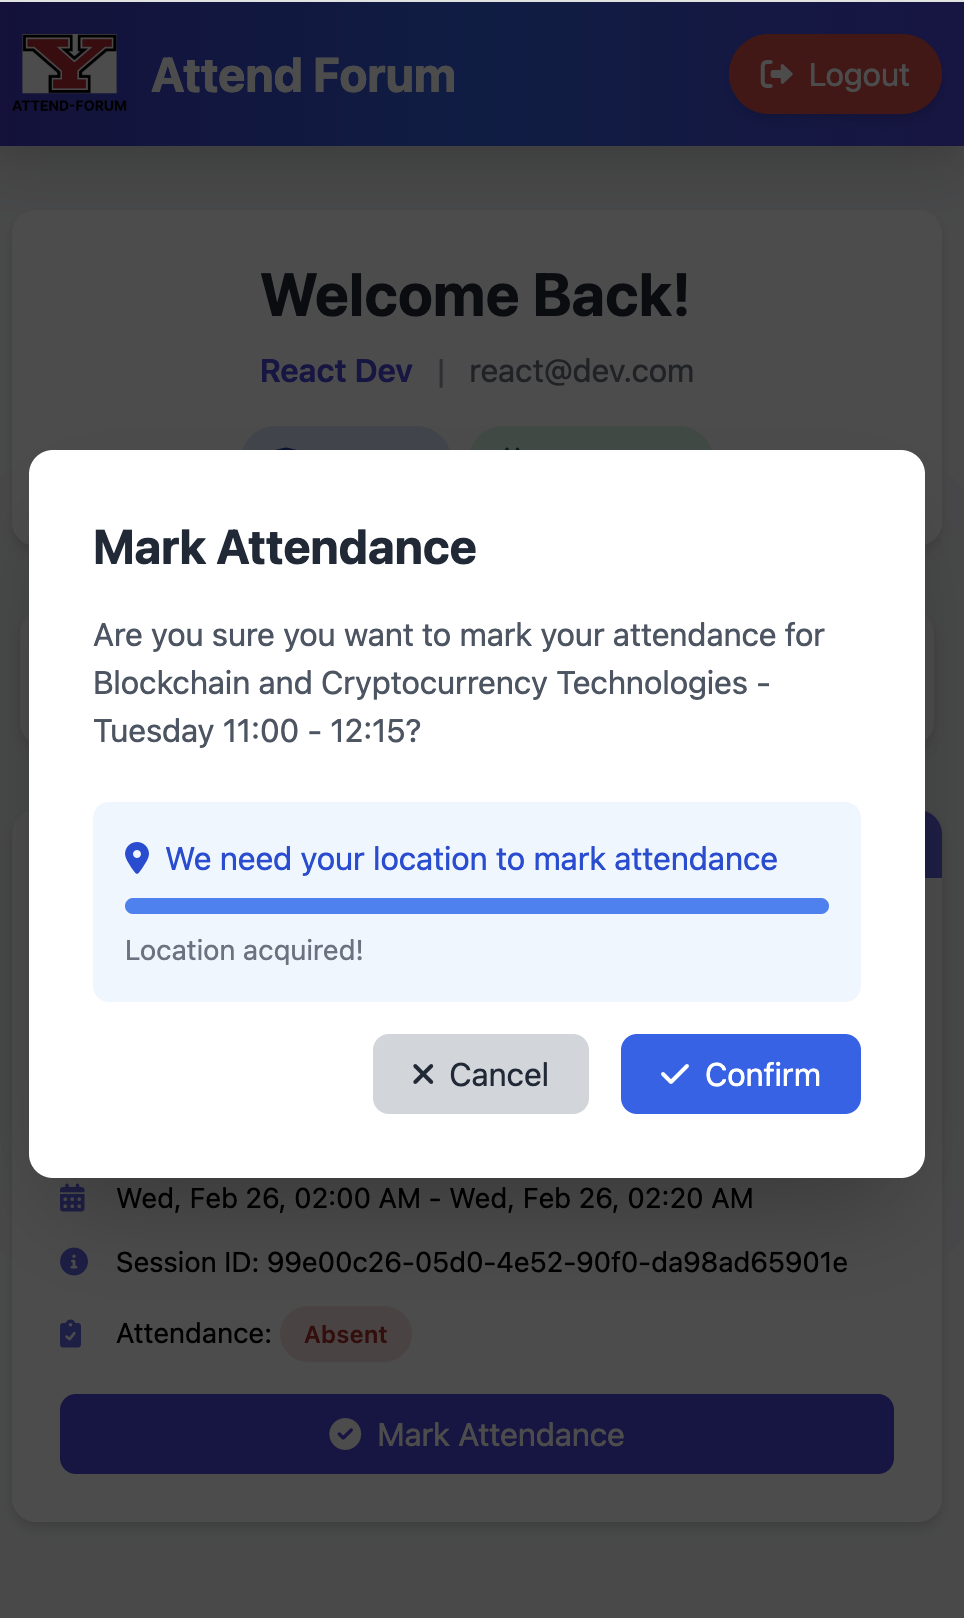 Y
ATTEND-FORUM
Attend Forum
Logout
Welcome Back!
React Dev | react@dev.com
Mark Attendance
Are you sure you want to mark your attendance for
Blockchain and Cryptocurrency Technologies -
Tuesday 11:00 - 12:15?
We need your location to mark attendance
Location acquired!
Cancel
Confirm
Wed, Feb 26, 02:00 AM - Wed, Feb 26, 02:20 AM
Session ID: 99e00c26-05d0-4e52-90f0-da98ad65901e
Attendance: Absent
Mark Attendance